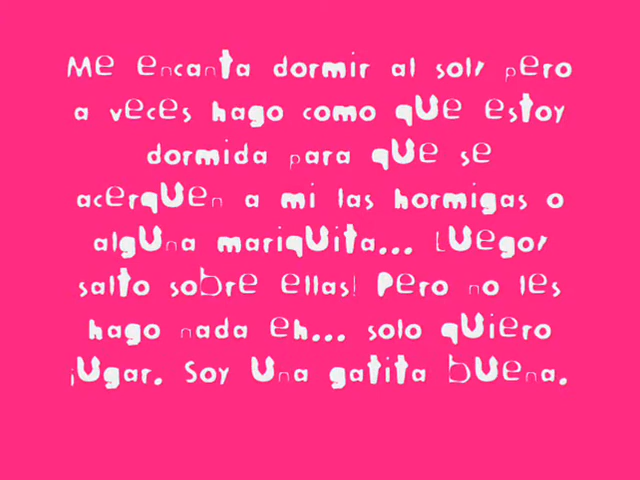 Me encanta dormir al sol, pero
a veces hago como que estoy
dormida para que se
acerquen a mi las hormigas o
alguna mariquita... Luego,
salto sobre ellas! Pero no les
hago nada eh... solo quiero
jugar. Soy una gatita buena.